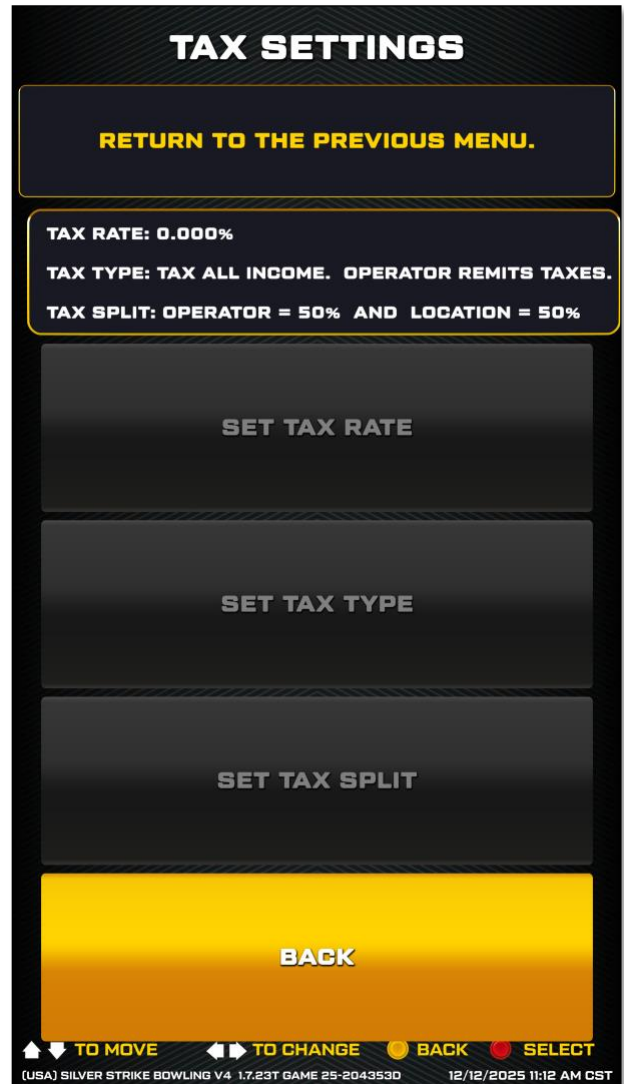 TAX SETTINGS
RETURN TO THE PREVIOUS MENU.
TAX RATE: 0.000%
TAX TYPE: TAX ALL INCOME. OPERATOR REMITS TAXES.
TAX SPLIT: OPERATOR = 50% AND LOCATION = 50%
SET TAX RATE
SET TAX TYPE
SET TAX SPLIT
BACK
TO MOVE TO CHANGE BACK SELECT
(USA) SILVER STRIKE BOWLING V4 1.7.23T GAME 25-204353D 12/12/2025 11:12 AM CST